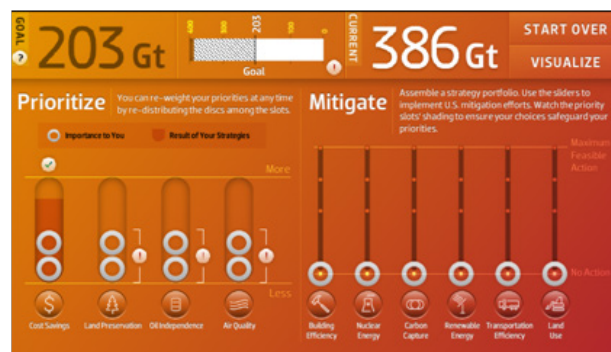 GOAL
?
203 Gt
400
300
203
100
0
Goal
!
CURRENT
386 Gt
START OVER
VISUALIZE
Prioritize
You can re-weight your priorities at any time
by re-distributing the discs among the slots.
Importance to You
Result of Your Strategies
More
Less
!
!
!
$
Cost Savings
Land Preservation
Oil Independence
Air Quality
Mitigate
Assemble a strategy portfolio. Use the sliders to
implement U.S. mitigation efforts. Watch the priority
slots' shading to ensure your choices safeguard your
priorities.
Maximum
Feasible
Action
No Action
Building
Efficiency
Nuclear
Energy
Carbon
Capture
Renewable
Energy
Transportation
Efficiency
Land
Use